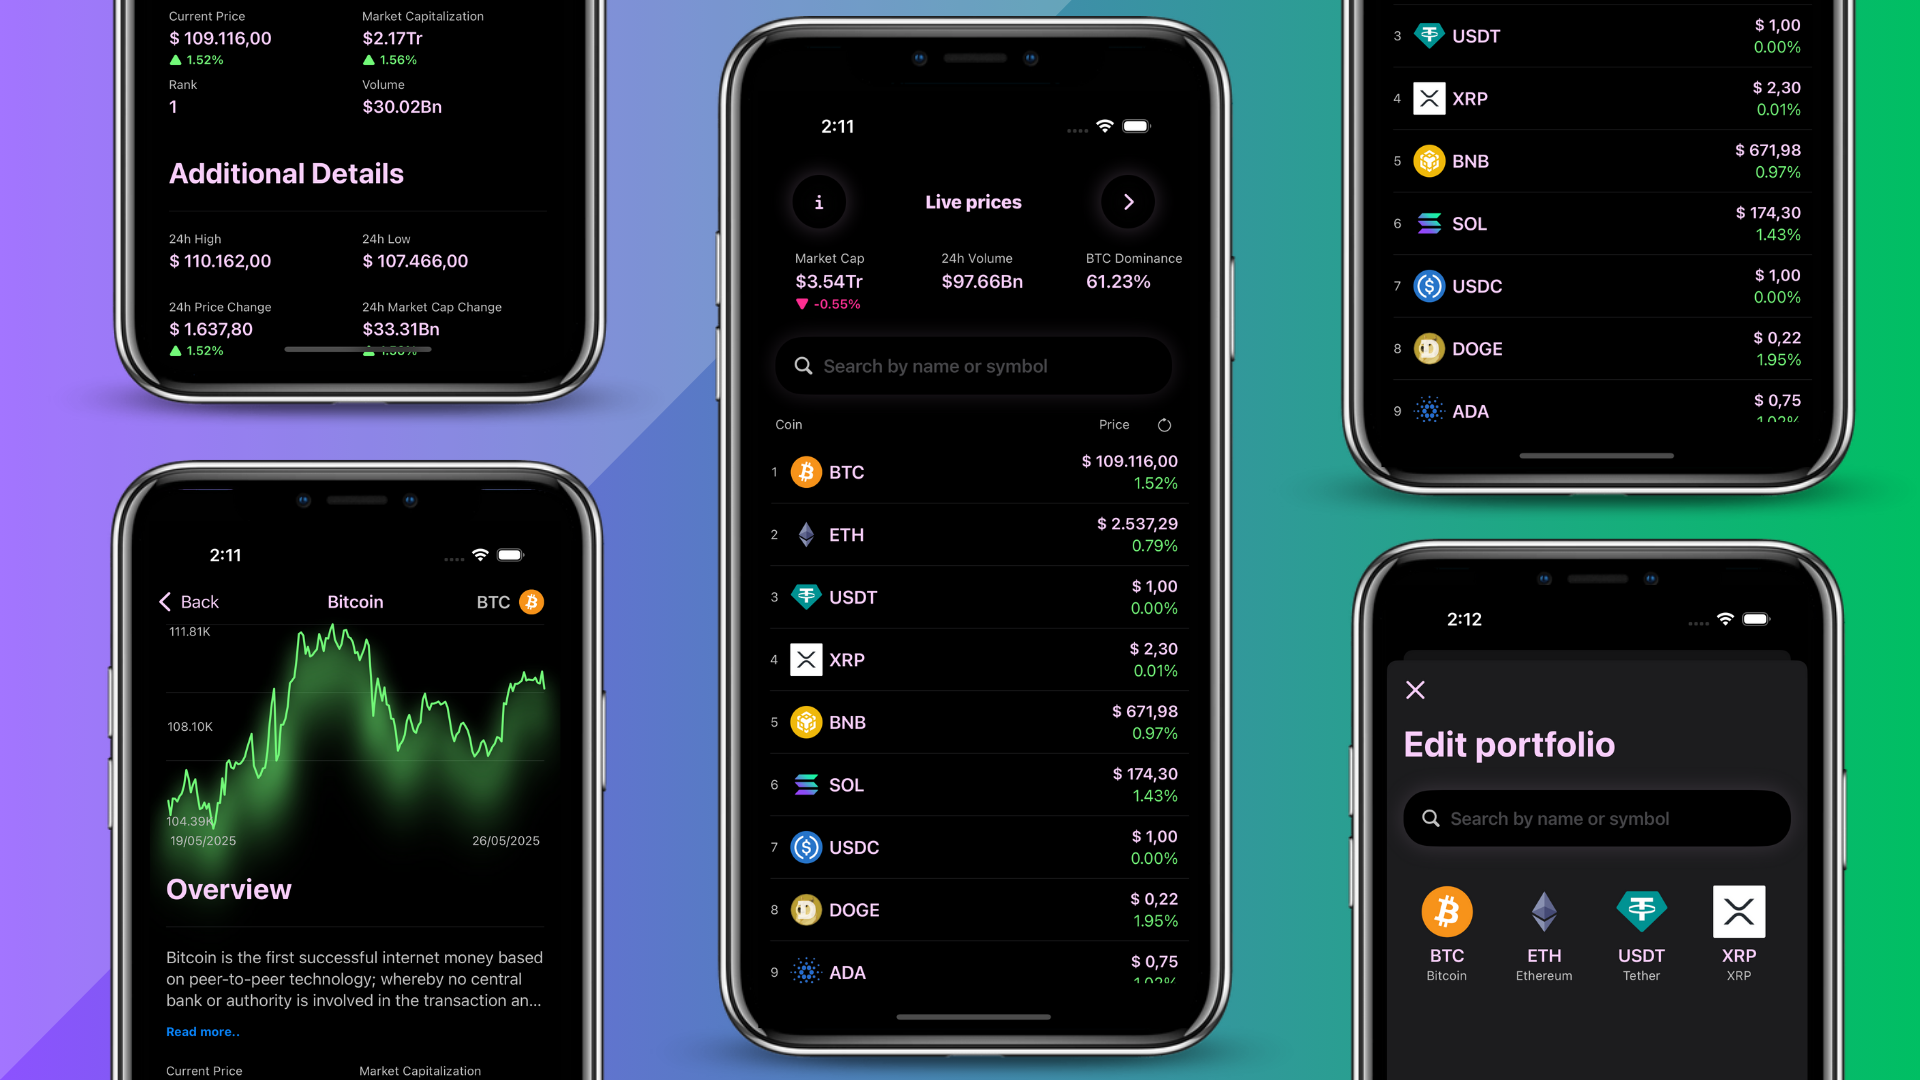 Current Price
Market Capitalization
$ 109.116,00
$2.17Tr
1.52%
1.56%
Rank
Volume
1
$30.02Bn
Additional Details
24h High
24h Low
$ 110.162,00
$ 107.466,00
24h Price Change
24h Market Cap Change
$ 1.637,80
$33.31Bn
1.52%
2:11
Back
Bitcoin
BTC
111.81K
108.10K
104.39K
19/05/2025
26/05/2025
Overview
Bitcoin is the first successful internet money based
on peer-to-peer technology; whereby no central
bank or authority is involved in the transaction an...
Read more..
Current Price
Market Capitalization
2:11
i
Live prices
Market Cap
24h Volume
BTC Dominance
$3.54Tr
$97.66Bn
61.23%
-0.55%
Search by name or symbol
Coin
Price
1
BTC
$ 109.116,00
1.52%
2
ETH
$ 2.537,29
0.79%
3
USDT
$ 1,00
0.00%
4
XRP
$ 2,30
0.01%
5
BNB
$ 671,98
0.97%
6
SOL
$ 174,30
1.43%
7
USDC
$ 1,00
0.00%
8
DOGE
$ 0,22
1.95%
9
ADA
$ 0,75
3
USDT
$ 1,00
0.00%
4
XRP
$ 2,30
0.01%
5
BNB
$ 671,98
0.97%
6
SOL
$ 174,30
1.43%
7
USDC
$ 1,00
0.00%
8
DOGE
$ 0,22
1.95%
9
ADA
$ 0,75
2:12
Edit portfolio
Search by name or symbol
BTC
ETH
USDT
XRP
Bitcoin
Ethereum
Tether
XRP